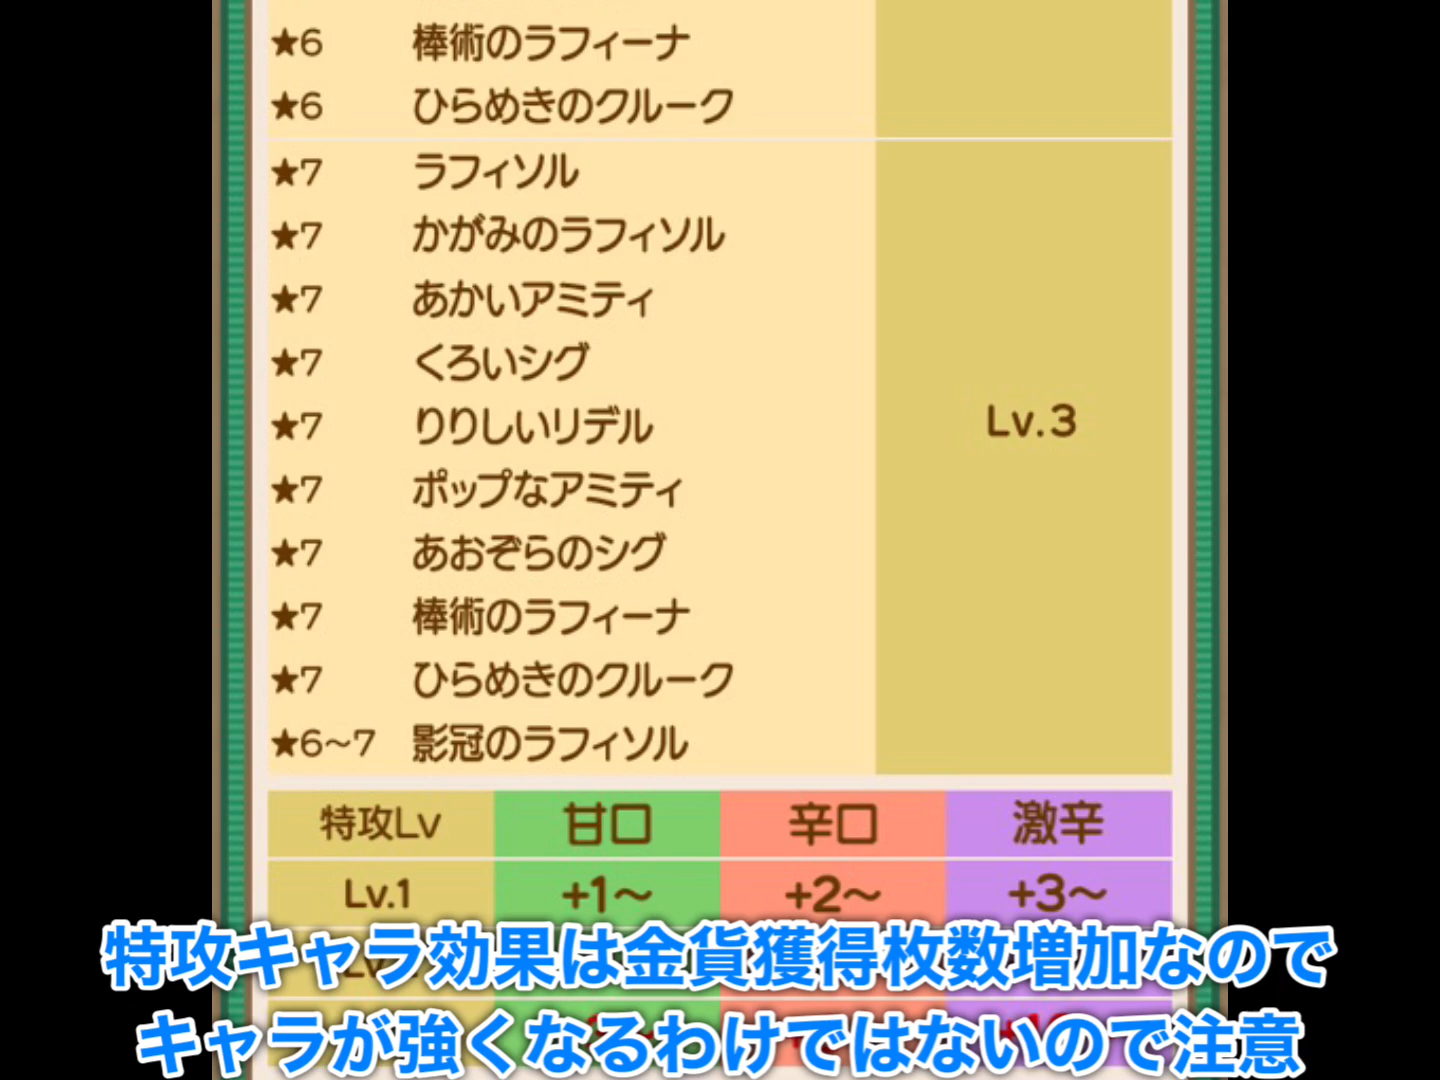 ★6 棒術のラフィーナ
★6 ひらめきのクルーク
★7 ラフィソル
★7 かがみのラフィソル
★7 あかいアミティ
★7 くろいシグ
★7 りりしいリデル
Lv.3
★7 ポップなアミティ
★7 あおぞらのシグ
★7 棒術のラフィーナ
★7 ひらめきのクルーク
★6~7 影冠のラフィソル
特攻Lv 甘口 辛口 激辛
Lv.1 +1~ +2~ +3~
特攻キャラ効果は金貨獲得枚数増加なので
キャラが強くなるわけではないので注意